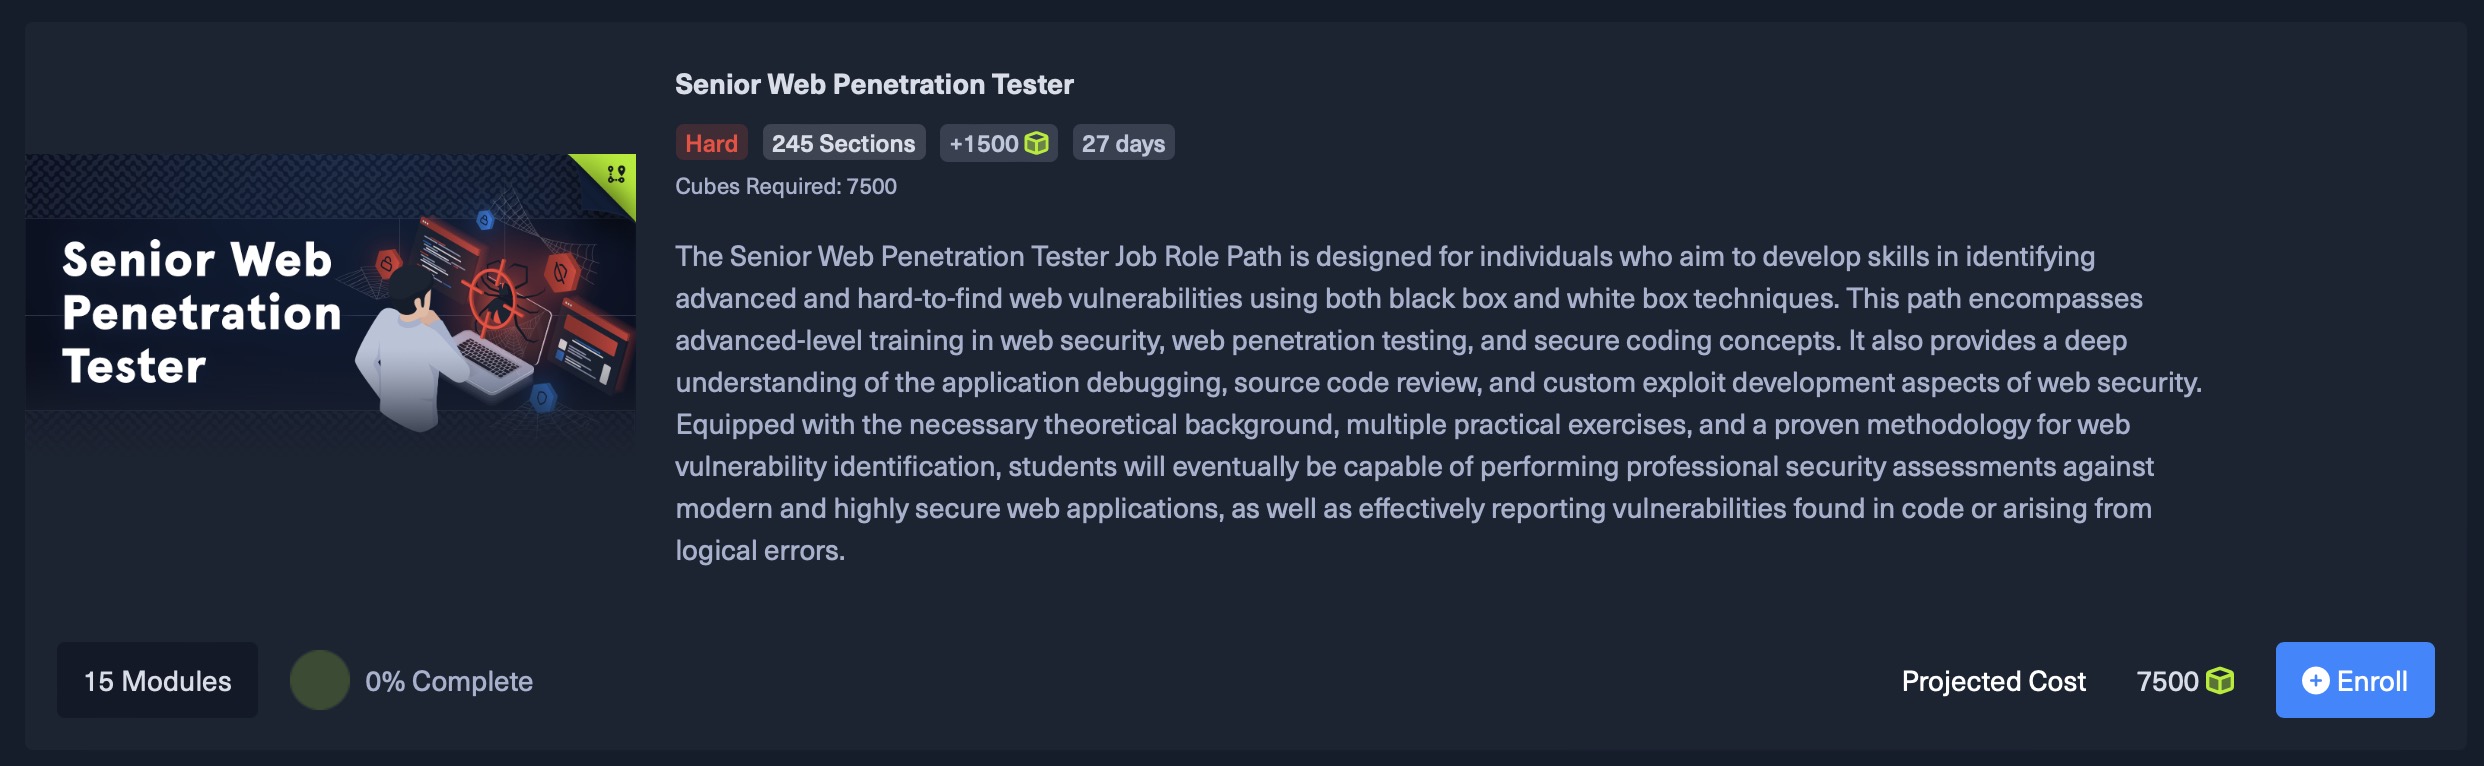 Senior Web Penetration Tester
Hard 245 Sections +1500 27 days
Cubes Required: 7500
Senior Web
Penetration
Tester
The Senior Web Penetration Tester Job Role Path is designed for individuals who aim to develop skills in identifying
advanced and hard-to-find web vulnerabilities using both black box and white box techniques. This path encompasses
advanced-level training in web security, web penetration testing, and secure coding concepts. It also provides a deep
understanding of the application debugging, source code review, and custom exploit development aspects of web security.
Equipped with the necessary theoretical background, multiple practical exercises, and a proven methodology for web
vulnerability identification, students will eventually be capable of performing professional security assessments against
modern and highly secure web applications, as well as effectively reporting vulnerabilities found in code or arising from
logical errors.
15 Modules 0% Complete Projected Cost 7500 Enroll